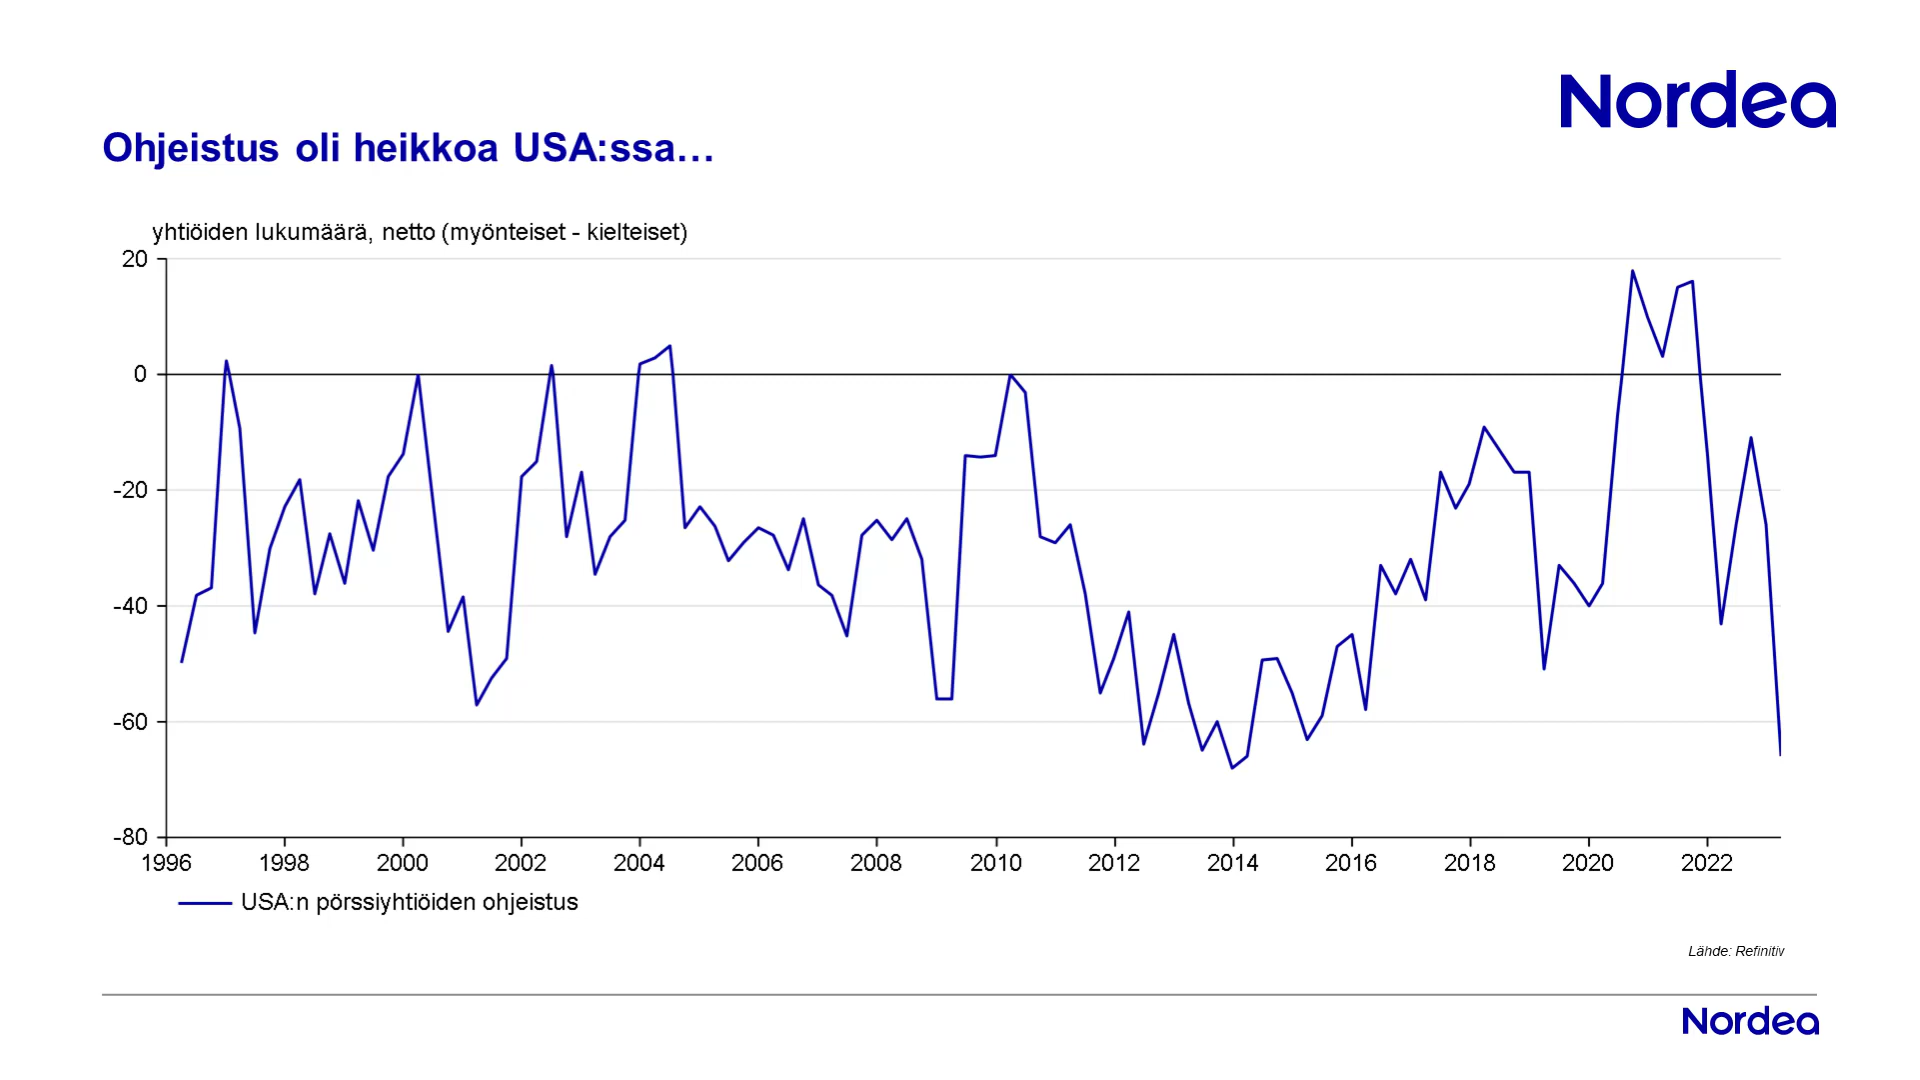 Nordea
Ohjeistus oli heikkoa USA:ssa…
yhtiöiden lukumäärä, netto (myönteiset - kielteiset)
20
0
-20
-40
-60
-80
1996 1998 2000 2002 2004 2006 2008 2010 2012 2014 2016 2018 2020 2022
USA:n pörssiyhtiöiden ohjeistus
Lähde: Refinitiv
Nordea